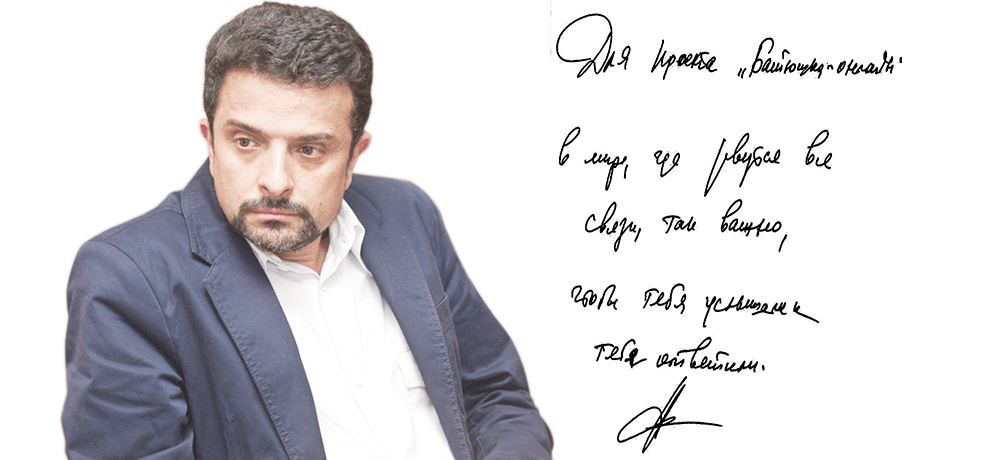 Для проекта „Батюшка-онлайн“
в мире, где рвутся все
связи, так важно,
чтобы тебя услышали и
тебе ответили.